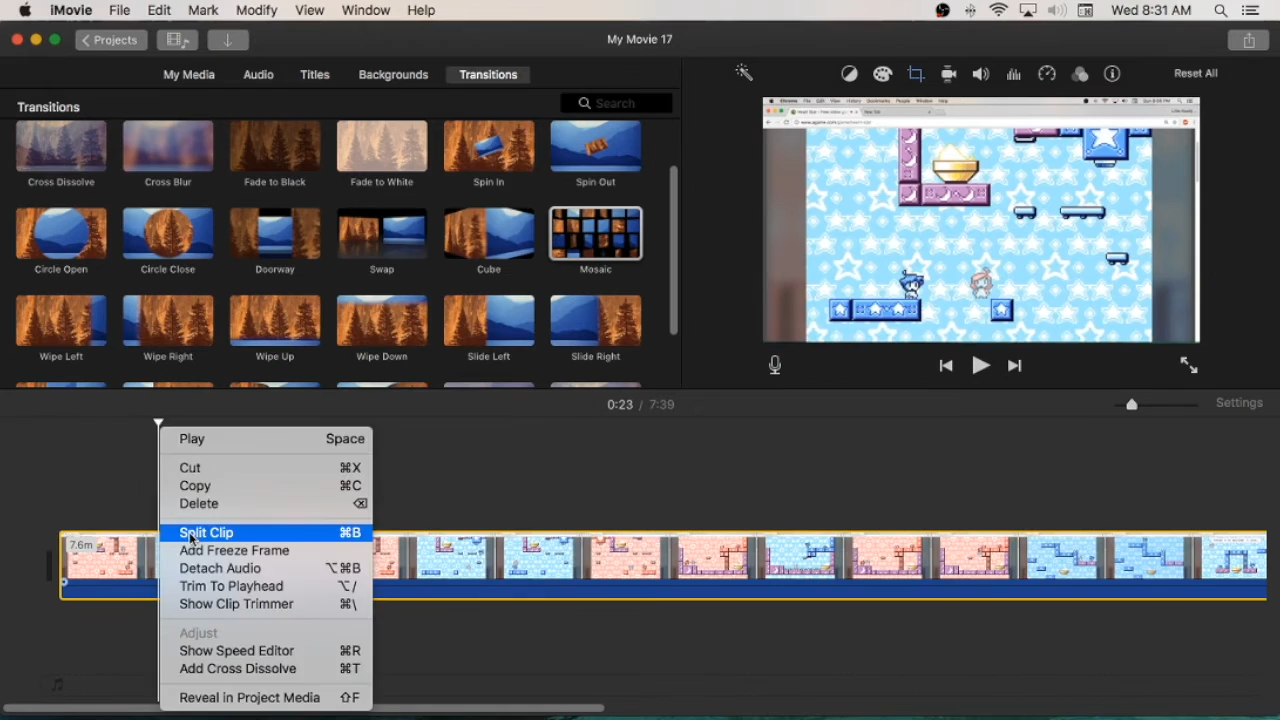 iMovie File Edit Mark Modify View Window Help Wed 8:31 AM
Projects My Movie 17
My Media Audio Titles Backgrounds Transitions Reset All
Transitions Search
Cross Dissolve Cross Blur Fade to Black Fade to White Spin In Spin Out
Circle Open Circle Close Doorway Swap Cube Mosaic
Wipe Left Wipe Right Wipe Up Wipe Down Slide Left Slide Right
0:23 / 7:39 Settings
Play Space
Cut ⌘X
Copy ⌘C
Delete ⌫
Split Clip ⌘B
Add Freeze Frame
Detach Audio ⌥⌘B
Trim To Playhead ⌥/
Show Clip Trimmer ⌘\
Adjust
Show Speed Editor ⌘R
Add Cross Dissolve ⌘T
Reveal in Project Media ⇧F
7.6m